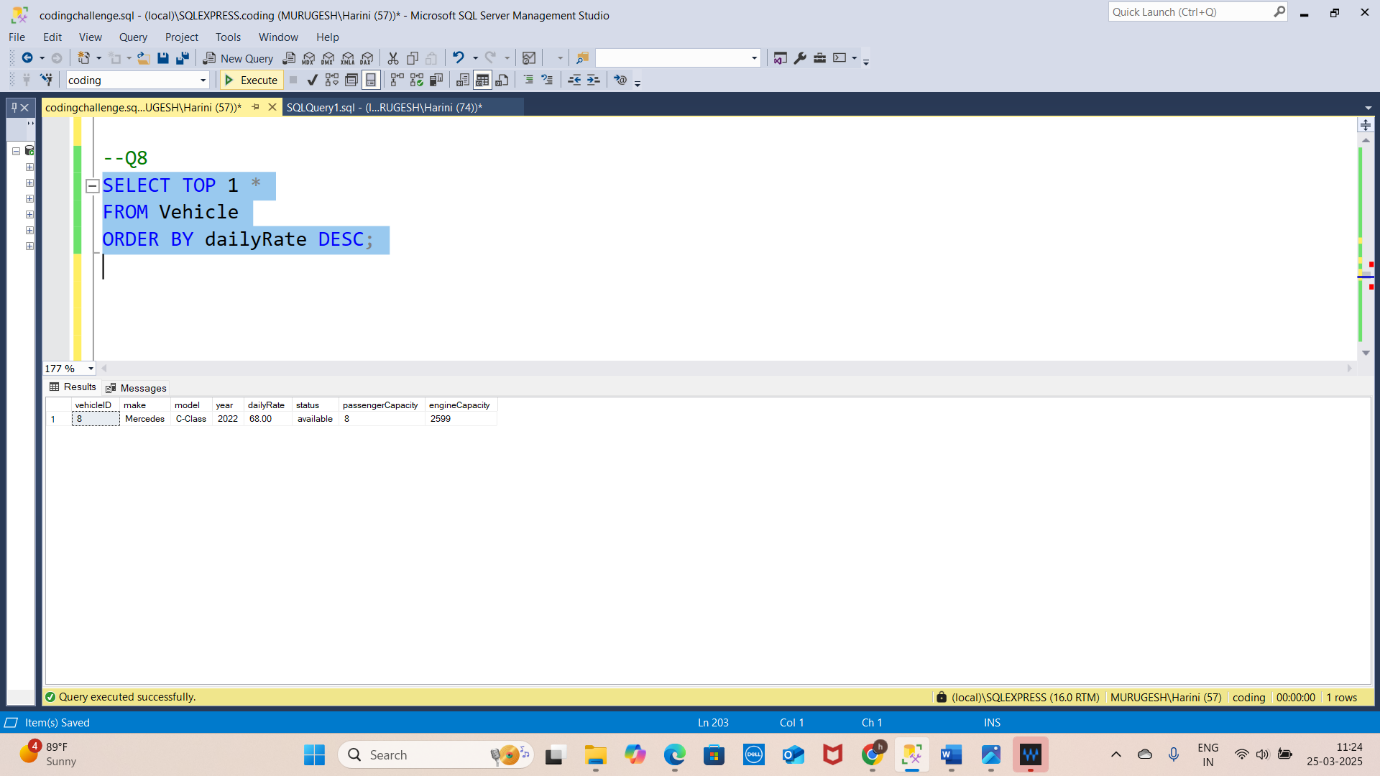 codingchallenge.sql - (local)\SQLEXPRESS.coding (MURUGESH\Harini (57))* - Microsoft SQL Server Management Studio
Quick Launch (Ctrl+Q)
File Edit View Query Project Tools Window Help
New Query
coding Execute
codingchallenge.sq...UGESH\Harini (57))* SQLQuery1.sql - (l...RUGESH\Harini (74))*
--Q8
SELECT TOP 1 *
FROM Vehicle
ORDER BY dailyRate DESC;
177 %
Results Messages
vehicleID make model year dailyRate status passengerCapacity engineCapacity
1 8 Mercedes C-Class 2022 68.00 available 8 2599
Query executed successfully. (local)\SQLEXPRESS (16.0 RTM) MURUGESH\Harini (57) coding 00:00:00 1 rows
Item(s) Saved Ln 203 Col 1 Ch 1 INS
4 89°F Search ENG 11:24
Sunny IN 25-03-2025